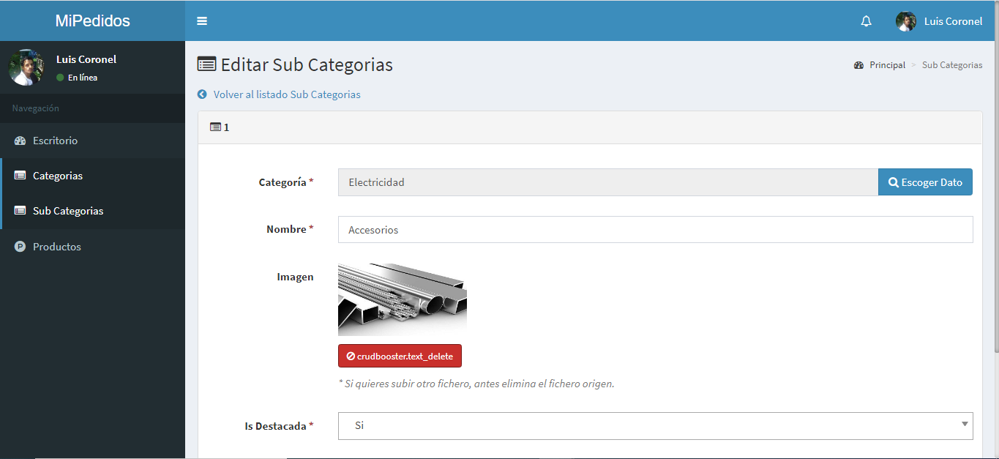 MiPedidos
Luis Coronel
Luis Coronel
En línea
Navegación
Escritorio
Categorias
Sub Categorias
P Productos
Editar Sub Categorias
Principal > Sub Categorias
Volver al listado Sub Categorias
1
Categoría * Electricidad Escoger Dato
Nombre * Accesorios
Imagen
crudbooster.text_delete
* Si quieres subir otro fichero, antes elimina el fichero origen.
Is Destacada * Si